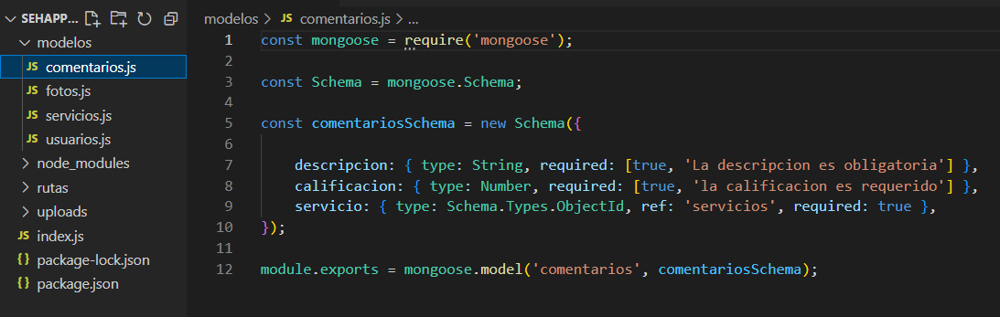 SEHAPP...
modelos
JS comentarios.js
JS fotos.js
JS servicios.js
JS usuarios.js
node_modules
rutas
uploads
JS index.js
{} package-lock.json
{} package.json
modelos > JS comentarios.js > ...
1 const mongoose = require('mongoose');
2
3 const Schema = mongoose.Schema;
4
5 const comentariosSchema = new Schema({
6
7 descripcion: { type: String, required: [true, 'La descripcion es obligatoria'] },
8 calificacion: { type: Number, required: [true, 'la calificacion es requerido'] },
9 servicio: { type: Schema.Types.ObjectId, ref: 'servicios', required: true },
10 });
11
12 module.exports = mongoose.model('comentarios', comentariosSchema);